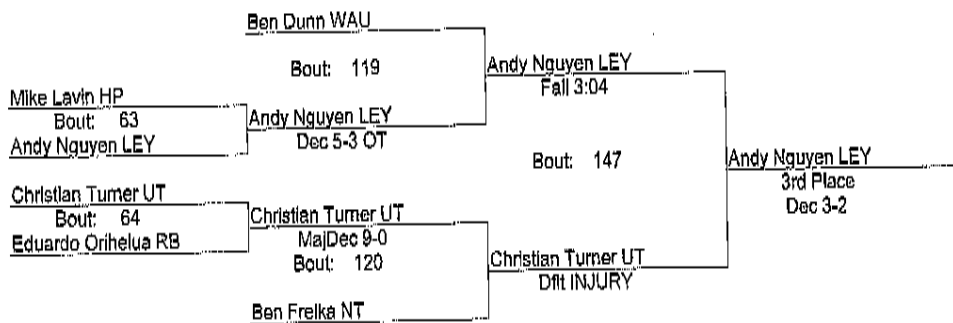 Ben Dunn WAU
Bout: 119
Andy Nguyen LEY
Fall 3:04
Mike Lavin HP
Bout: 63
Andy Nguyen LEY
Andy Nguyen LEY
Dec 5-3 OT
Bout: 147
Andy Nguyen LEY
3rd Place
Dec 3-2
Christian Turner UT
Bout: 64
Eduardo Orihelua RB
Christian Turner UT
MajDec 9-0
Bout: 120
Christian Turner UT
Dflt INJURY
Ben Frelka NT